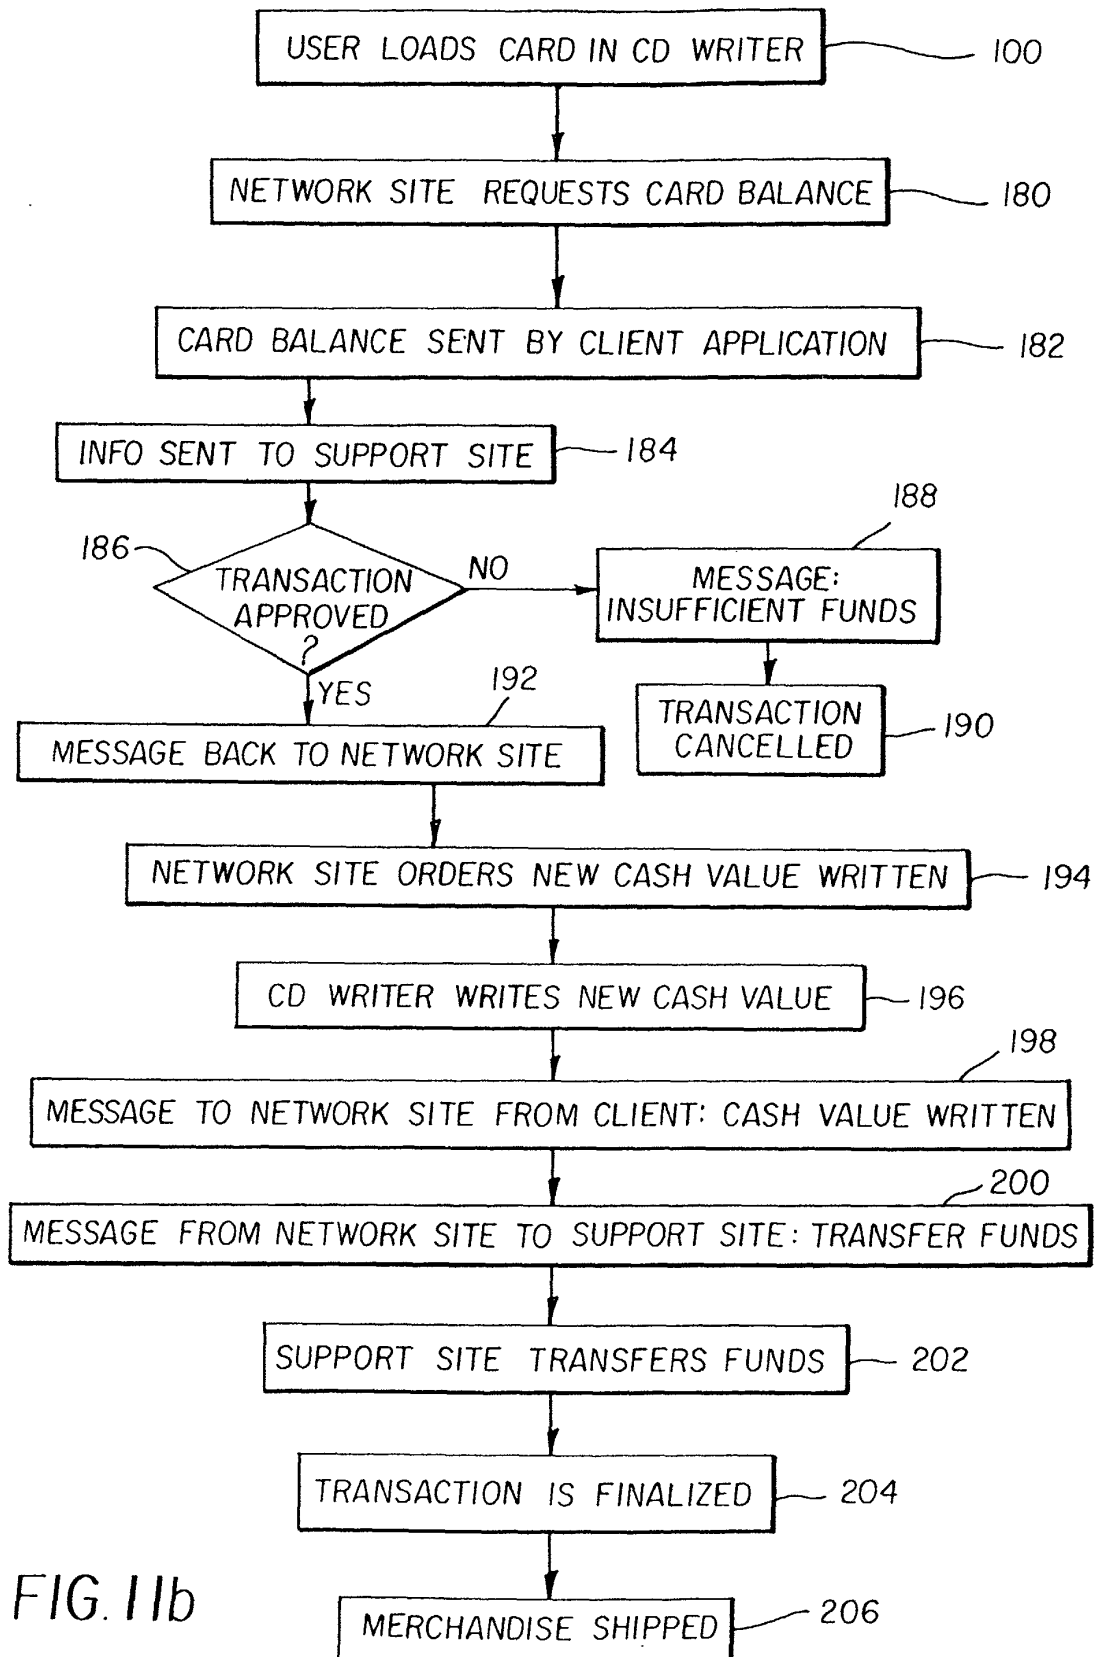 USER LOADS CARD IN CD WRITER
100
NETWORK SITE REQUESTS CARD BALANCE
180
CARD BALANCE SENT BY CLIENT APPLICATION
182
INFO SENT TO SUPPORT SITE
184
186
TRANSACTION
APPROVED
?
NO
188
MESSAGE:
INSUFFICIENT FUNDS
YES
192
TRANSACTION
CANCELLED
190
MESSAGE BACK TO NETWORK SITE
NETWORK SITE ORDERS NEW CASH VALUE WRITTEN
194
CD WRITER WRITES NEW CASH VALUE
196
198
MESSAGE TO NETWORK SITE FROM CLIENT: CASH VALUE WRITTEN
200
MESSAGE FROM NETWORK SITE TO SUPPORT SITE: TRANSFER FUNDS
SUPPORT SITE TRANSFERS FUNDS
202
TRANSACTION IS FINALIZED
204
MERCHANDISE SHIPPED
206
FIG. 11b